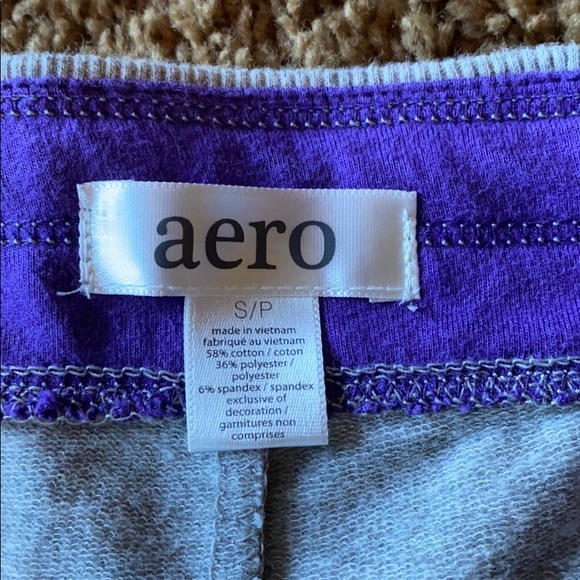 aero
S/P
made in vietnam
fabriqué au vietnam
58% cotton / coton
36% polyester /
polyester
6% spandex / spandex
exclusive of
decoration /
garnitures non
comprises